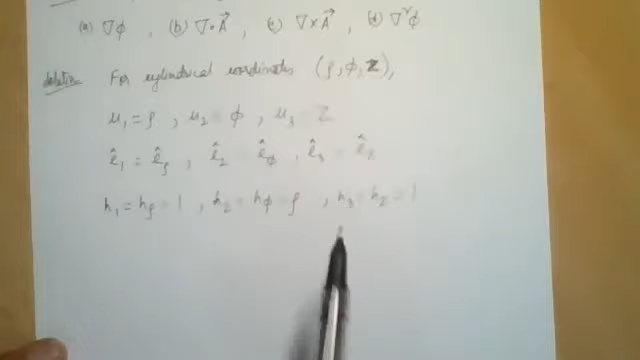 (a) ∇ϕ , (b) ∇•A⃗ , (c) ∇×A⃗ , (d) ∇²ϕ
Solution For cylindrical coordinates (ρ, ϕ, z),
u₁ = ρ , u₂ = ϕ , u₃ = z
ê₁ = ê_ρ , ê₂ = ê_ϕ , ê₃ = ê_z
h₁ = h_ρ = 1 , h₂ = h_ϕ = ρ , h₃ = h_z = 1